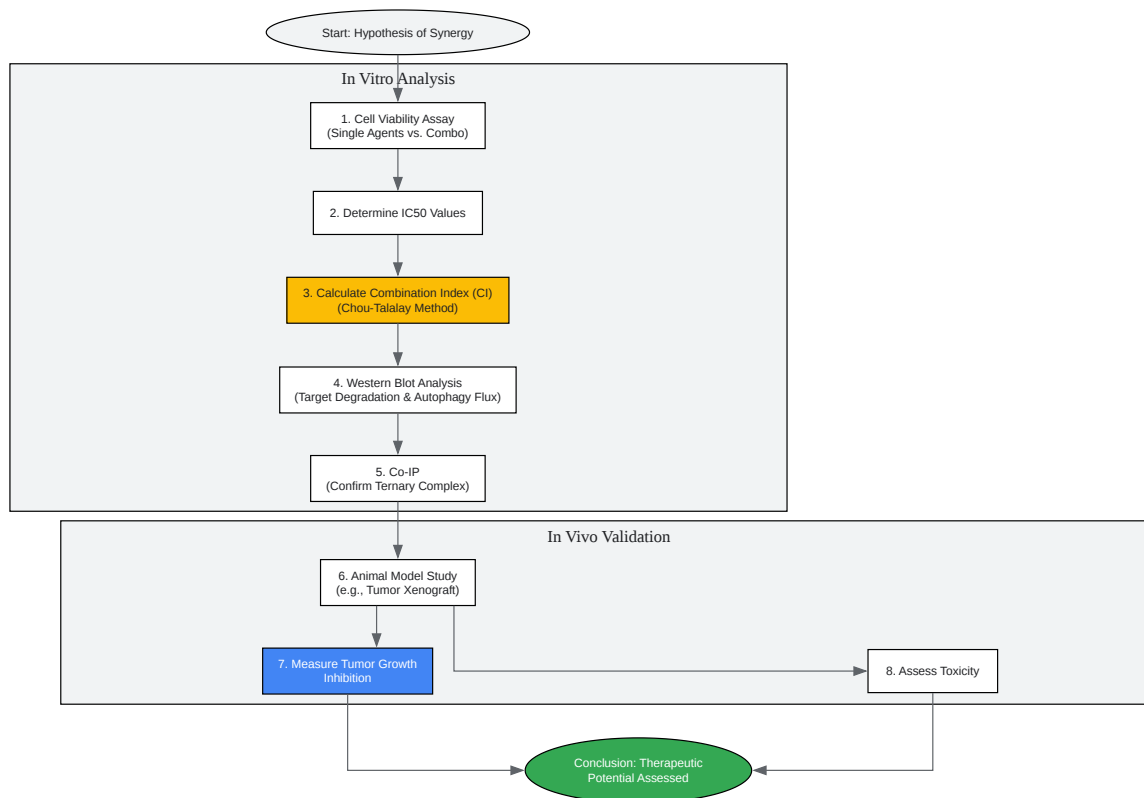 Start: Hypothesis of Synergy
In Vitro Analysis
1. Cell Viability Assay
(Single Agents vs. Combo)
2. Determine IC50 Values
3. Calculate Combination Index (CI)
(Chou-Talalay Method)
4. Western Blot Analysis
(Target Degradation & Autophagy Flux)
5. Co-IP
(Confirm Ternary Complex)
In Vivo Validation
6. Animal Model Study
(e.g., Tumor Xenograft)
7. Measure Tumor Growth
Inhibition
8. Assess Toxicity
Conclusion: Therapeutic
Potential Assessed